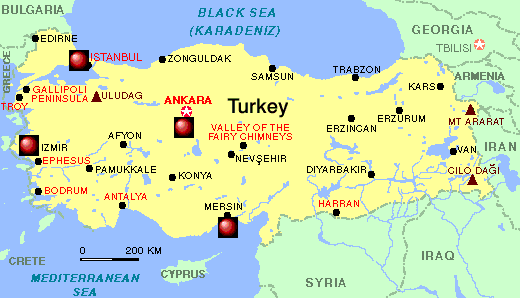 BULGARIA
BLACK SEA
(KARADENIZ)
GEORGIA
TBILISI
EDIRNE
ISTANBUL
ZONGULDAK
SAMSUN
TRABZON
KARS
ARMENIA
GREECE
GALLIPOLI
PENINSULA
TROY
ULUDAG
ANKARA
Turkey
ERZURUM
MT ARARAT
ERZINCAN
IZMIR
AFYON
VALLEY OF THE
FAIRY CHIMNEYS
IRAN
VAN
EPHESUS
PAMUKKALE
NEVŞEHIR
DIYARBAKIR
CILO DAĞI
KONYA
BODRUM
ANTALYA
MERSIN
HARRAN
0 200 KM
CRETE
MEDITERRANEAN
SEA
CYPRUS
SYRIA
IRAQ